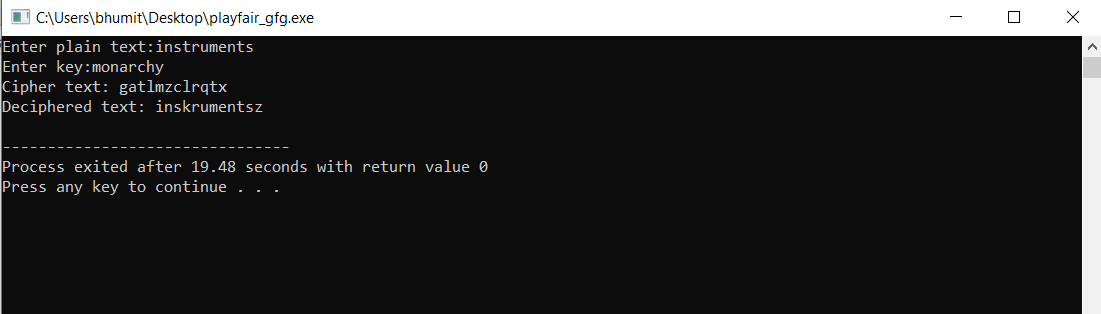 C:\Users\bhumit\Desktop\playfair_gfg.exe
Enter plain text:instruments
Enter key:monarchy
Cipher text: gatlmzclrqtx
Deciphered text: inskrumentsz
--------------------------------
Process exited after 19.48 seconds with return value 0
Press any key to continue . . .